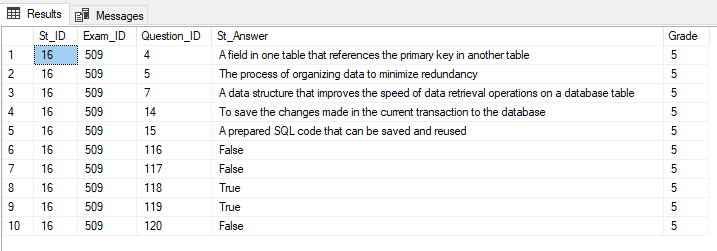 Results Messages
St_ID Exam_ID Question_ID St_Answer Grade
1 16 509 4 A field in one table that references the primary key in another table 5
2 16 509 5 The process of organizing data to minimize redundancy 5
3 16 509 7 A data structure that improves the speed of data retrieval operations on a database table 5
4 16 509 14 To save the changes made in the current transaction to the database 5
5 16 509 15 A prepared SQL code that can be saved and reused 5
6 16 509 116 False 5
7 16 509 117 False 5
8 16 509 118 True 5
9 16 509 119 True 5
10 16 509 120 False 5